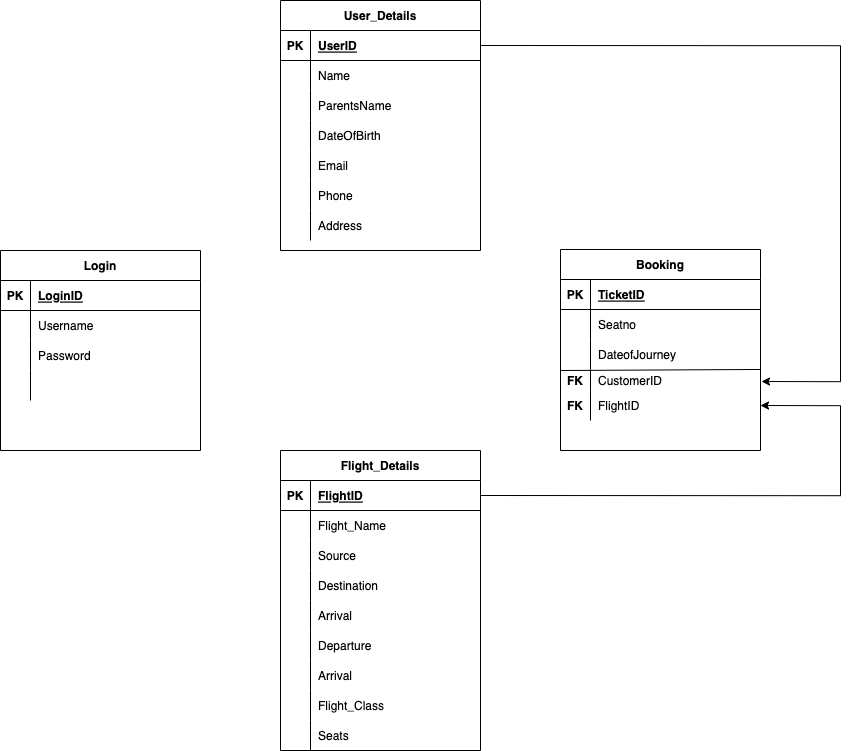 User_Details
PK UserID
Name
ParentsName
DateOfBirth
Email
Phone
Address
Login
PK LoginID
Username
Password
Booking
PK TicketID
Seatno
DateofJourney
FK CustomerID
FK FlightID
Flight_Details
PK FlightID
Flight_Name
Source
Destination
Arrival
Departure
Arrival
Flight_Class
Seats